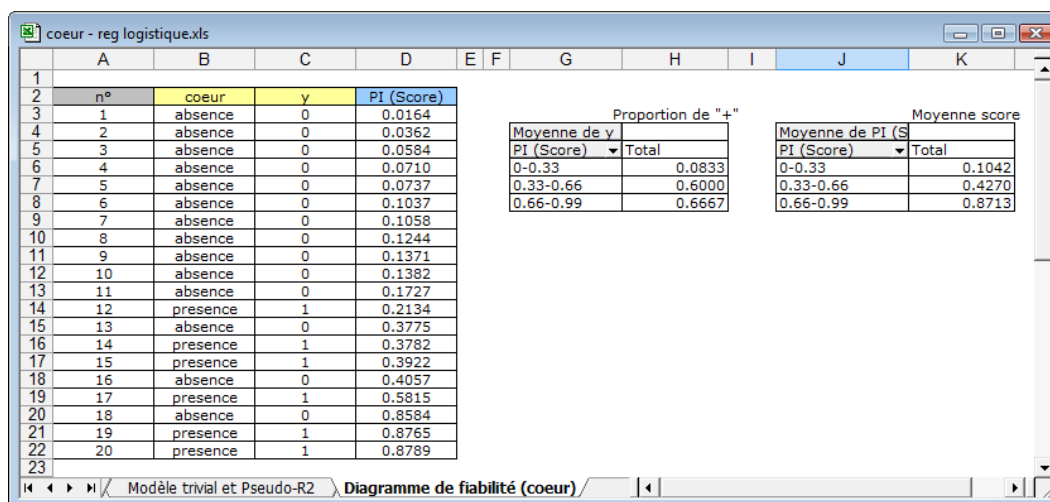 coeur - reg logistique.xls
A B C D E F G H I J K
1
2 n° coeur y PI (Score)
3 1 absence 0 0.0164 Proportion de "+" Moyenne score
4 2 absence 0 0.0362 Moyenne de y Moyenne de PI (S
5 3 absence 0 0.0584 PI (Score) Total PI (Score) Total
6 4 absence 0 0.0710 0-0.33 0.0833 0-0.33 0.1042
7 5 absence 0 0.0737 0.33-0.66 0.6000 0.33-0.66 0.4270
8 6 absence 0 0.1037 0.66-0.99 0.6667 0.66-0.99 0.8713
9 7 absence 0 0.1058
10 8 absence 0 0.1244
11 9 absence 0 0.1371
12 10 absence 0 0.1382
13 11 absence 0 0.1727
14 12 presence 1 0.2134
15 13 absence 0 0.3775
16 14 presence 1 0.3782
17 15 presence 1 0.3922
18 16 absence 0 0.4057
19 17 presence 1 0.5815
20 18 absence 0 0.8584
21 19 presence 1 0.8765
22 20 presence 1 0.8789
23
Modèle trivial et Pseudo-R2 Diagramme de fiabilité (coeur)